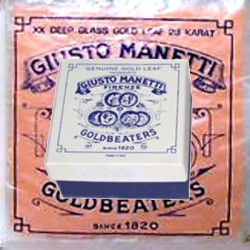 XX DEEP GLASS GOLD LEAF 23 KARAT
GIUSTO MANETTI
GENUINE GOLD LEAF
GIUSTO MANETTI
FIRENZE
GOLDBEATERS
SINCE 1820
GOLDBEATERS
SINCE 1820